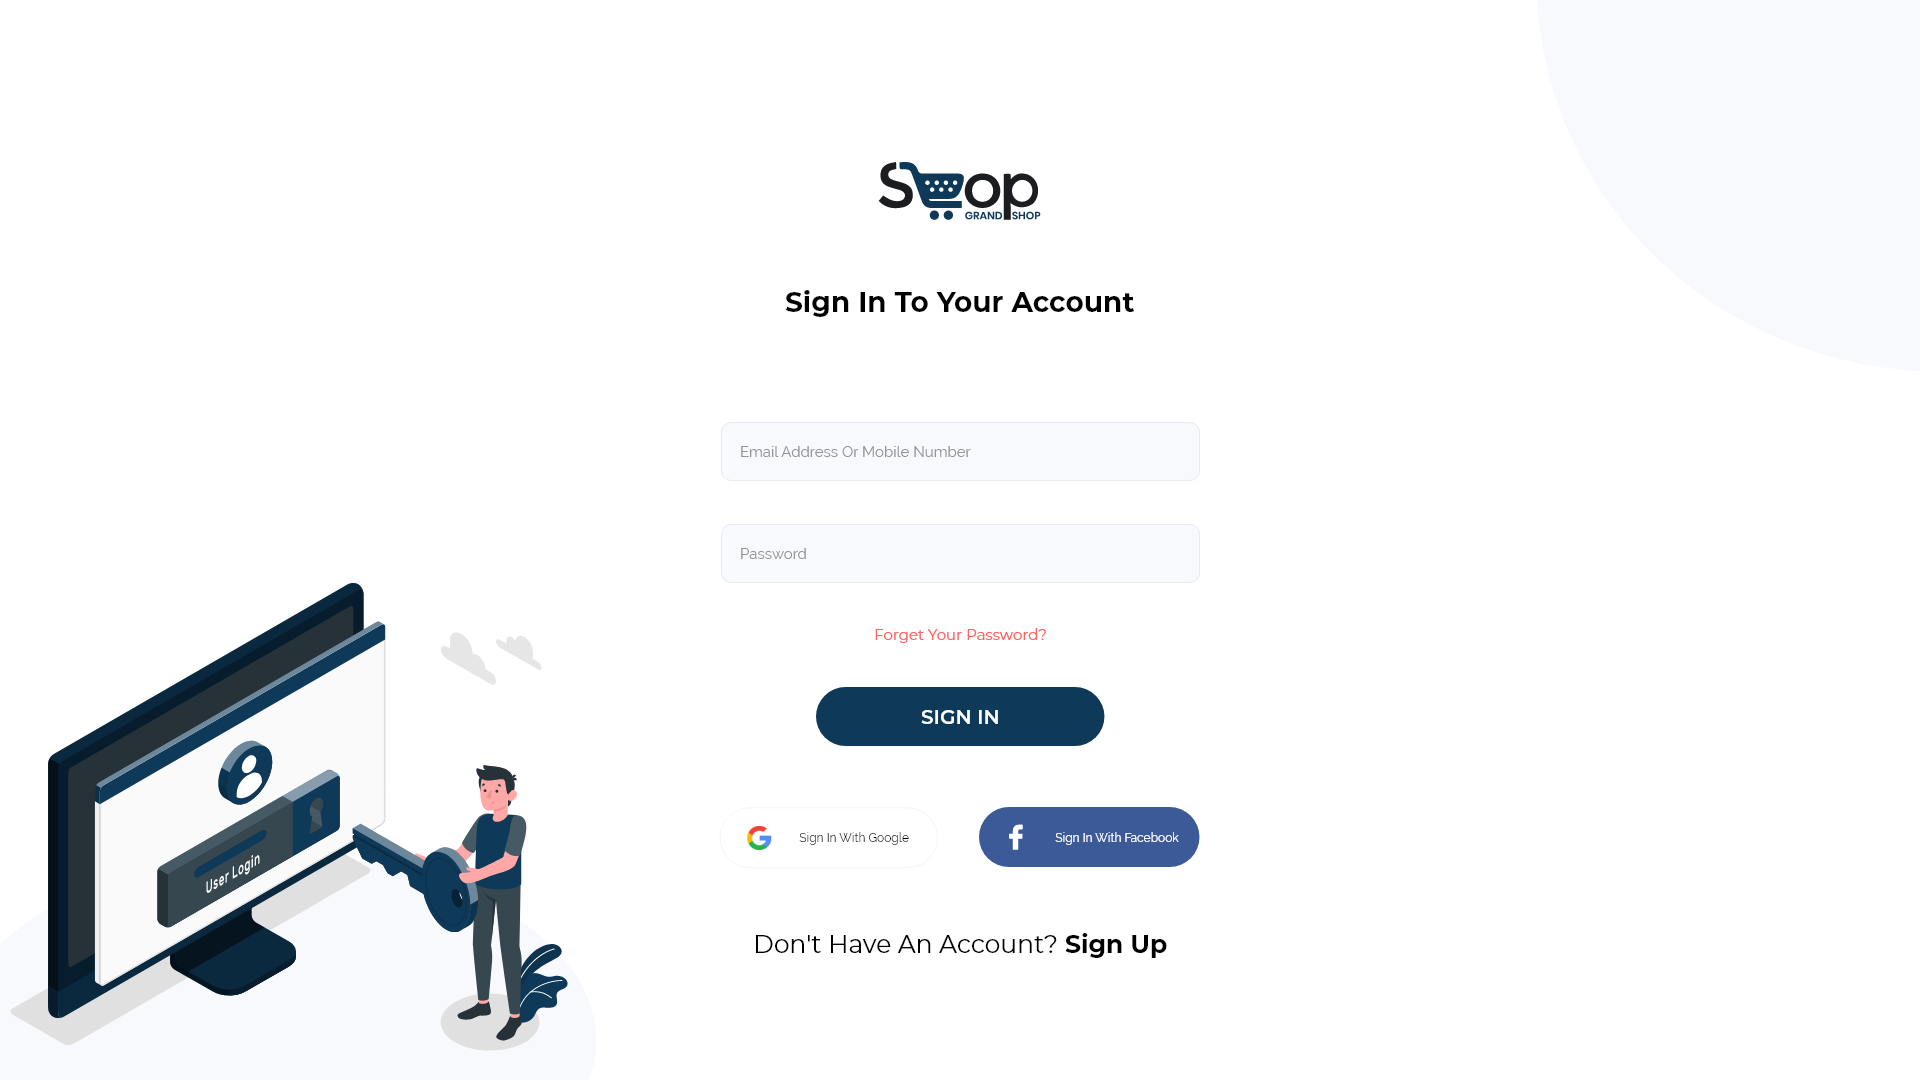 Shop
GRAND SHOP
Sign In To Your Account
Email Address Or Mobile Number
Password
Forget Your Password?
SIGN IN
Sign In With Google
Sign In With Facebook
Don't Have An Account? Sign Up
User Login